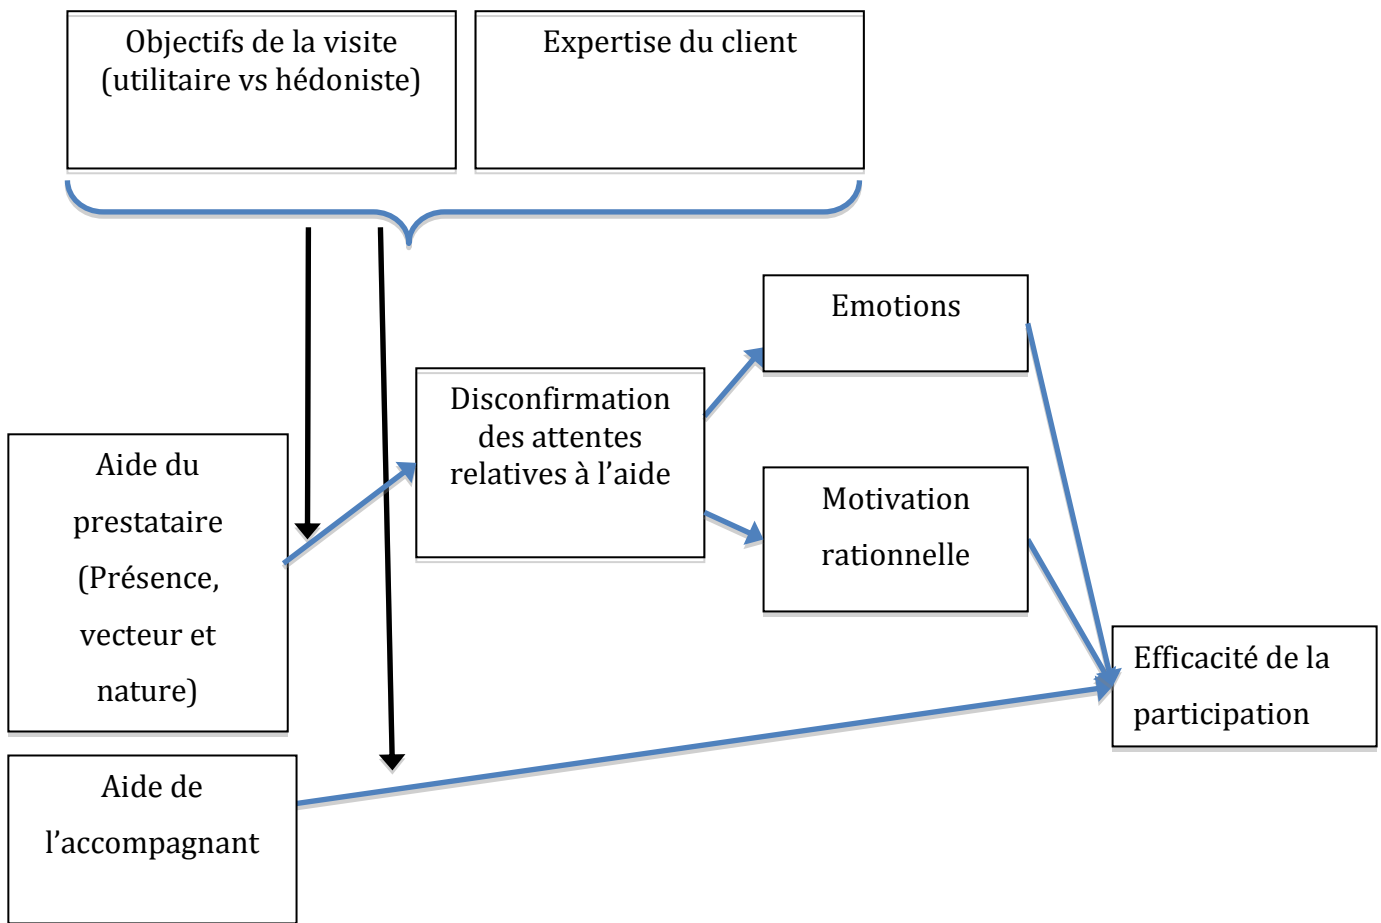 Objectifs de la visite
(utilitaire vs hédoniste)
Expertise du client
Emotions
Disconfirmation
des attentes
relatives à l’aide
Aide du
prestataire
(Présence,
vecteur et
nature)
Motivation
rationnelle
Efficacité de la
participation
Aide de
l’accompagnant